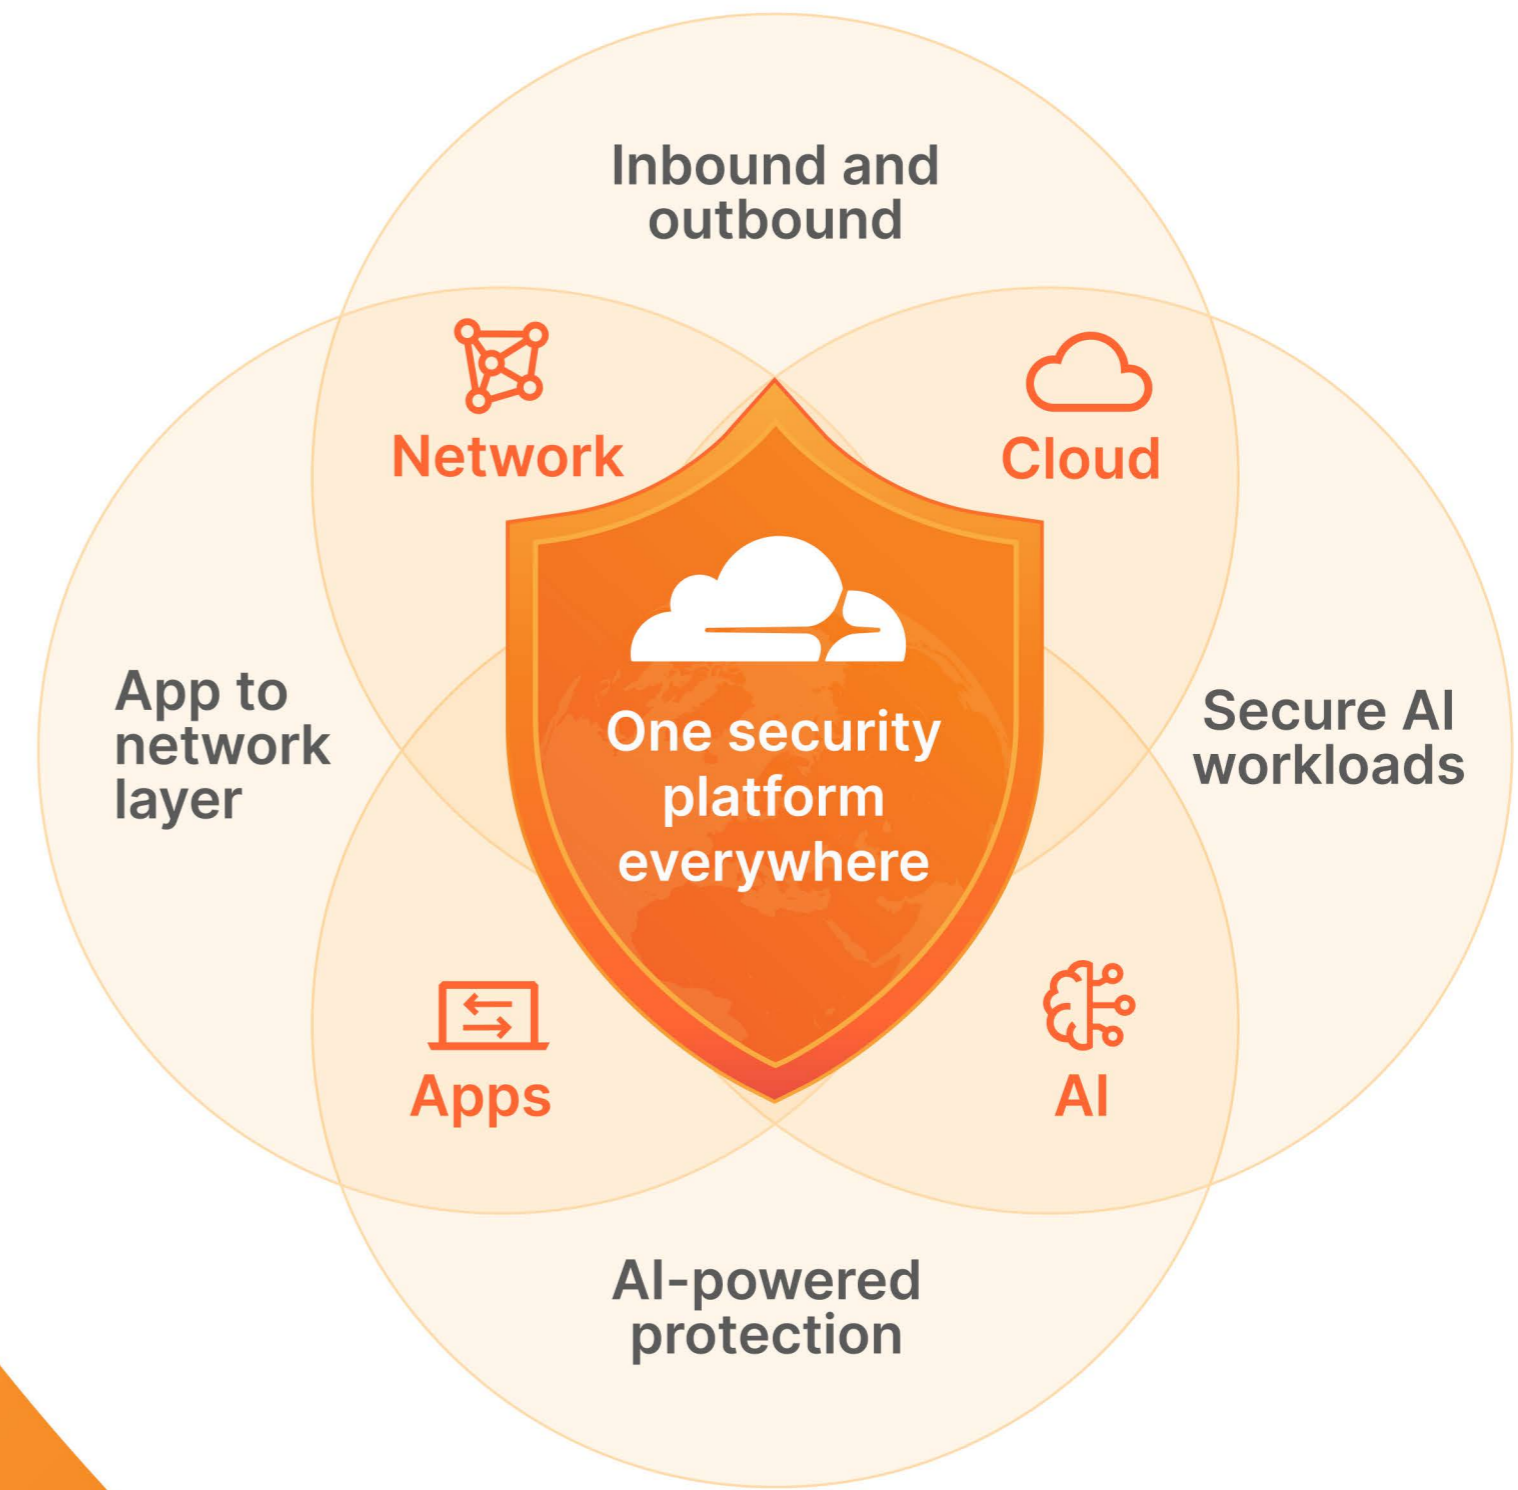 Inbound and
outbound
Network
Cloud
App to
network
layer
One security
platform
everywhere
Secure AI
workloads
Apps
AI
AI-powered
protection